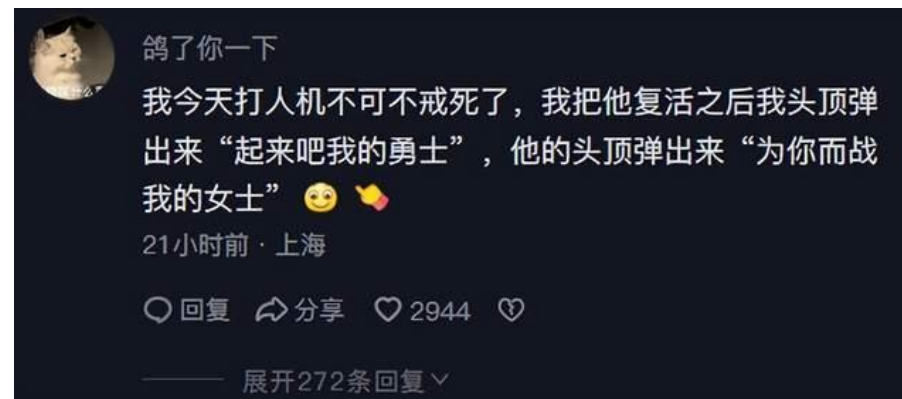 鸽了你一下
我今天打人机不可不戒死了，我把他复活之后我头顶弹
出来“起来吧我的勇士”，他的头顶弹出来“为你而战
我的女士”
21小时前 · 上海
回复 分享 2944
展开272条回复